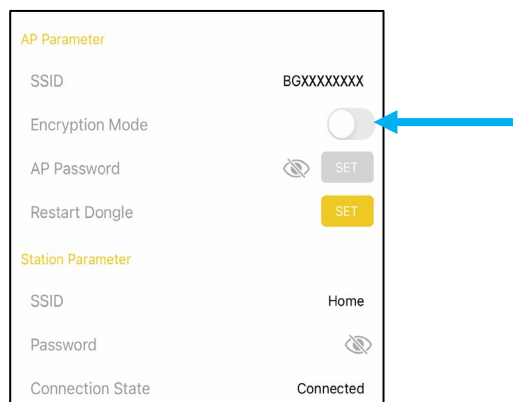 AP Parameter
SSID BGXXXXXXXX
Encryption Mode
AP Password SET
Restart Dongle SET
Station Parameter
SSID Home
Password
Connection State Connected